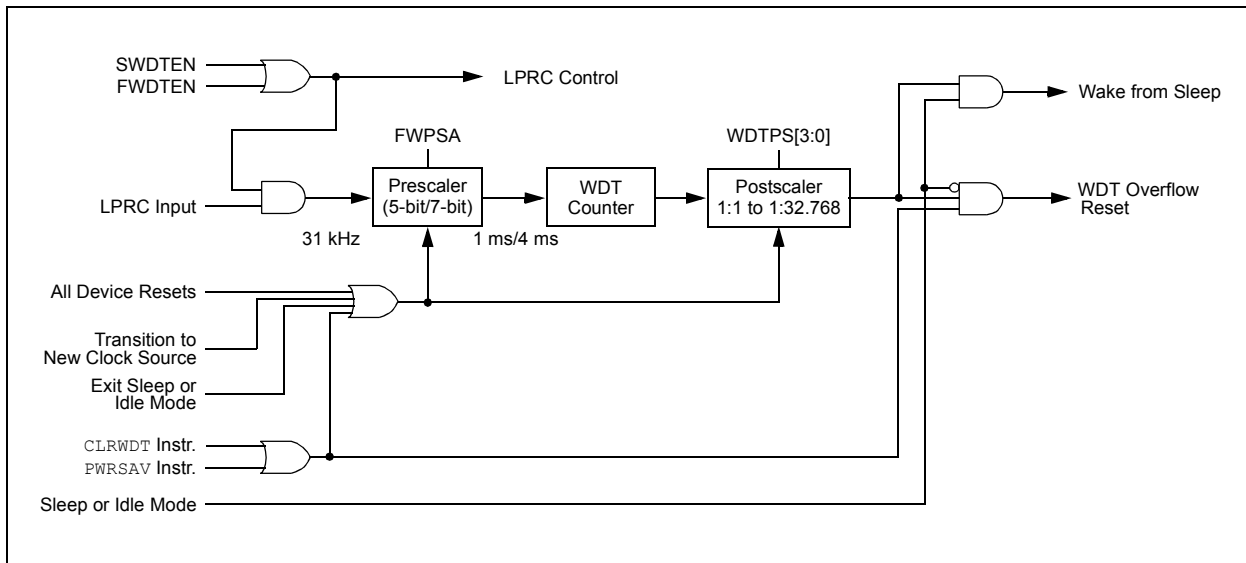 SWDTEN
FWDTEN
LPRC Control
Wake from Sleep
FWPSA
WDTPS[3:0]
LPRC Input
Prescaler
(5-bit/7-bit)
WDT
Counter
Postscaler
1:1 to 1:32.768
WDT Overflow
Reset
31 kHz
1 ms/4 ms
All Device Resets
Transition to
New Clock Source
Exit Sleep or
Idle Mode
CLRWDT Instr.
PWRSAV Instr.
Sleep or Idle Mode